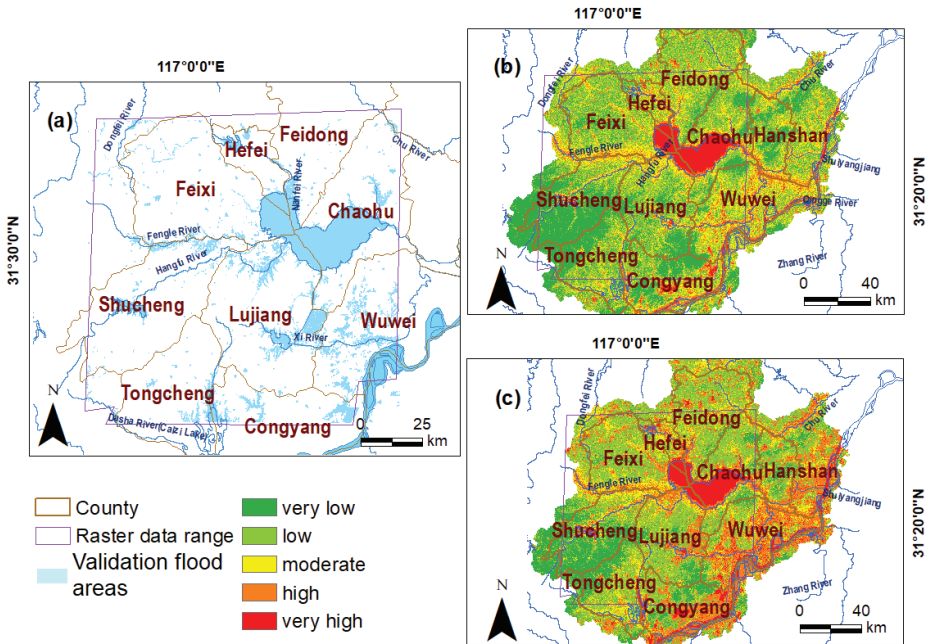 117°0'0"E
(a)
Dongfei River
Feidong
Hefei
Chu River
Feixi
Nanfei River
Chaohu
Fengle River
Hangfu River
31°30'0"N
Shucheng
Lujiang
Wuwei
Xi River
Tongcheng
N
Dasha River(Caizi Lake)
Congyang
0 25
km
117°0'0"E
(b)
Dongfei River
Feidong
Chu River
Hefei
Feixi
Chaohu
Hanshan
Fengle River
Hangfu River
Shuiyangjiang
Shucheng
Lujiang
Wuwei
Qingge River
31°20'0"N
Tongcheng
Zhang River
N
Congyang
0 20 40
km
117°0'0"E
(c)
Dongfei River
Feidong
Chu River
Hefei
Feixi
Chaohu
Hanshan
Fengle River
Shuiyangjiang
Shucheng
Lujiang
Wuwei
31°20'0"N
Tongcheng
Zhang River
N
Congyang
0 20 40
km
County
Raster data range
Validation flood
areas
very low
low
moderate
high
very high